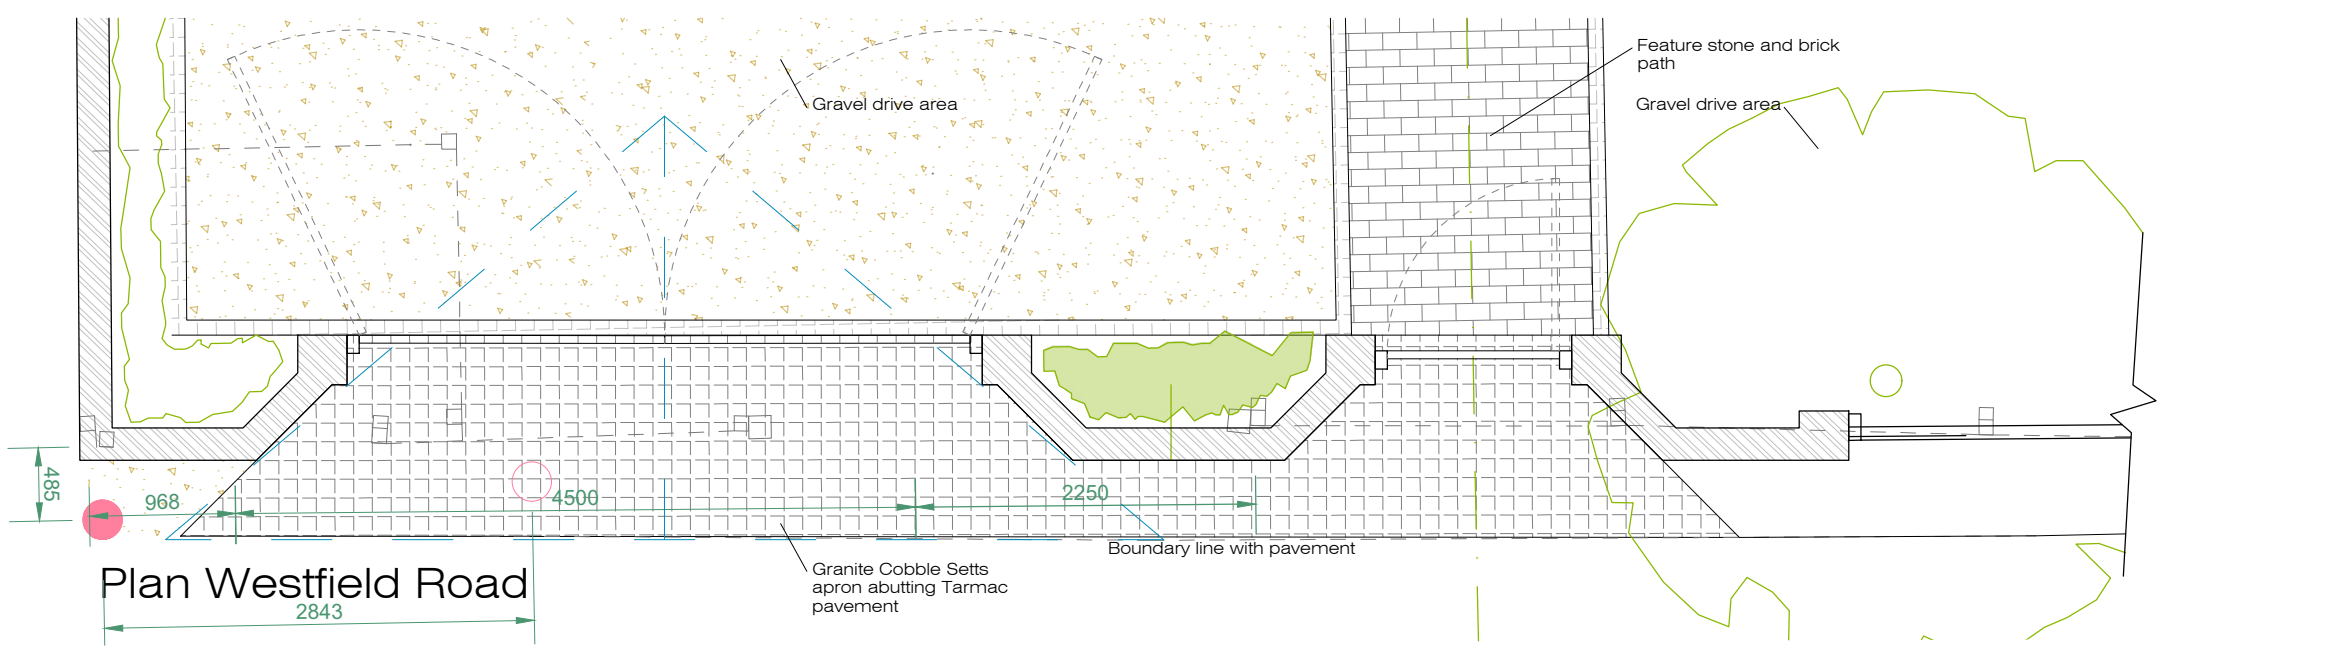 Feature stone and brick
path
Gravel drive area
Gravel drive area
485
968
4500
2250
Boundary line with pavement
Granite Cobble Setts
apron abutting Tarmac
pavement
Plan Westfield Road
2843